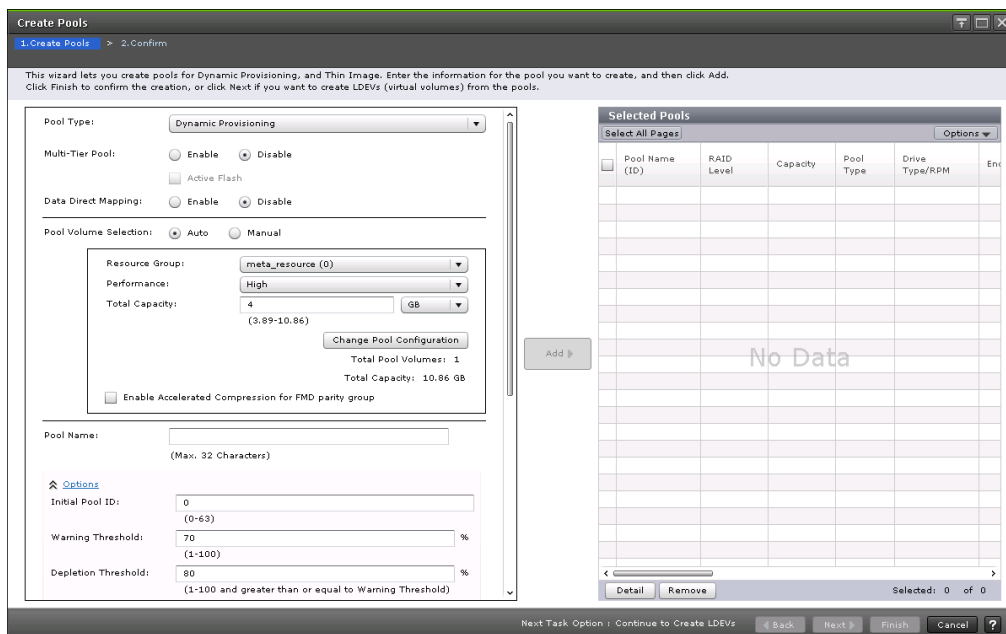 Create Pools
1.Create Pools > 2.Confirm
This wizard lets you create pools for Dynamic Provisioning, and Thin Image. Enter the information for the pool you want to create, and then click Add.
Click Finish to confirm the creation, or click Next if you want to create LDEVs (virtual volumes) from the pools.
Pool Type: Dynamic Provisioning
Multi-Tier Pool: Enable Disable
Active Flash
Data Direct Mapping: Enable Disable
Pool Volume Selection: Auto Manual
Resource Group: meta_resource (0)
Performance: High
Total Capacity: 4 GB
(3.89-10.86)
Change Pool Configuration
Total Pool Volumes: 1
Total Capacity: 10.86 GB
Enable Accelerated Compression for FMD parity group
Pool Name:
(Max. 32 Characters)
Options
Initial Pool ID: 0
(0-63)
Warning Threshold: 70 %
(1-100)
Depletion Threshold: 80 %
(1-100 and greater than or equal to Warning Threshold)
Add
Selected Pools
Select All Pages Options
Pool Name RAID Capacity Pool Drive Enc
(ID) Level Type Type/RPM
No Data
Detail Remove Selected: 0 of 0
Next Task Option : Continue to Create LDEVs Back Next Finish Cancel ?